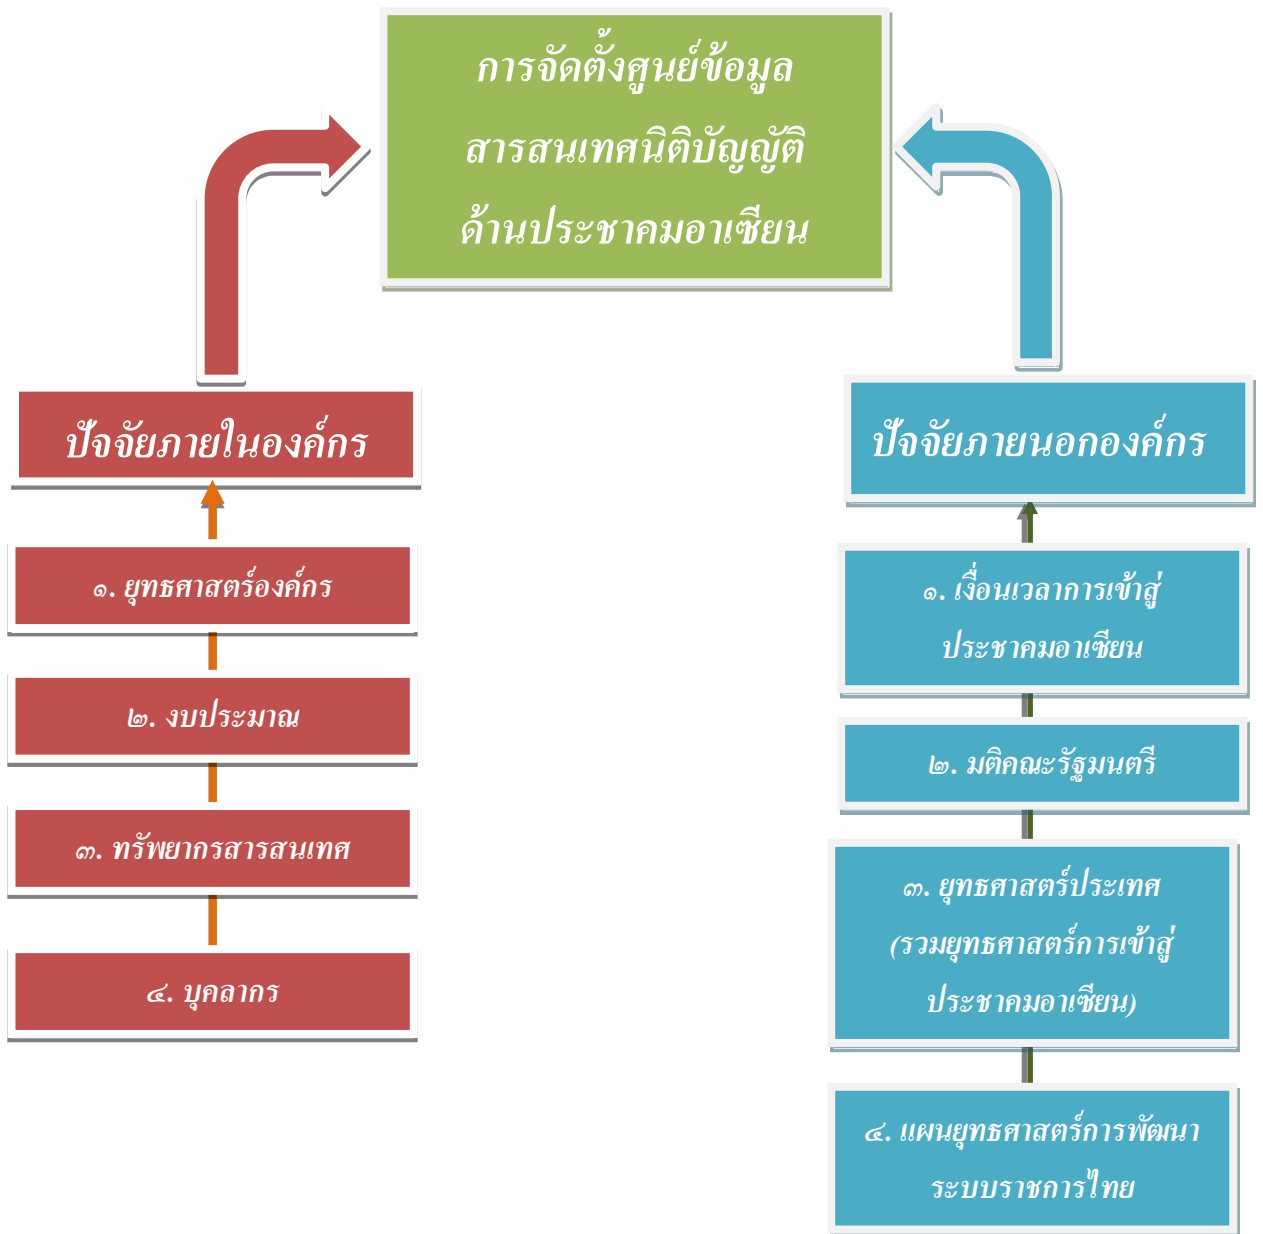 การจัดตั้งศูนย์ข้อมูล
สารสนเทศนิติบัญญัติ
ด้านประชาคมอาเซียน
ปัจจัยภายในองค์กร
๑. ยุทธศาสตร์องค์กร
๒. งบประมาณ
๓. ทรัพยากรสารสนเทศ
๔. บุคลากร
ปัจจัยภายนอกองค์กร
๑. เงื่อนเวลาการเข้าสู่
ประชาคมอาเซียน
๒. มติคณะรัฐมนตรี
๓. ยุทธศาสตร์ประเทศ
(รวมยุทธศาสตร์การเข้าสู่
ประชาคมอาเซียน)
๔. แผนยุทธศาสตร์การพัฒนา
ระบบราชการไทย